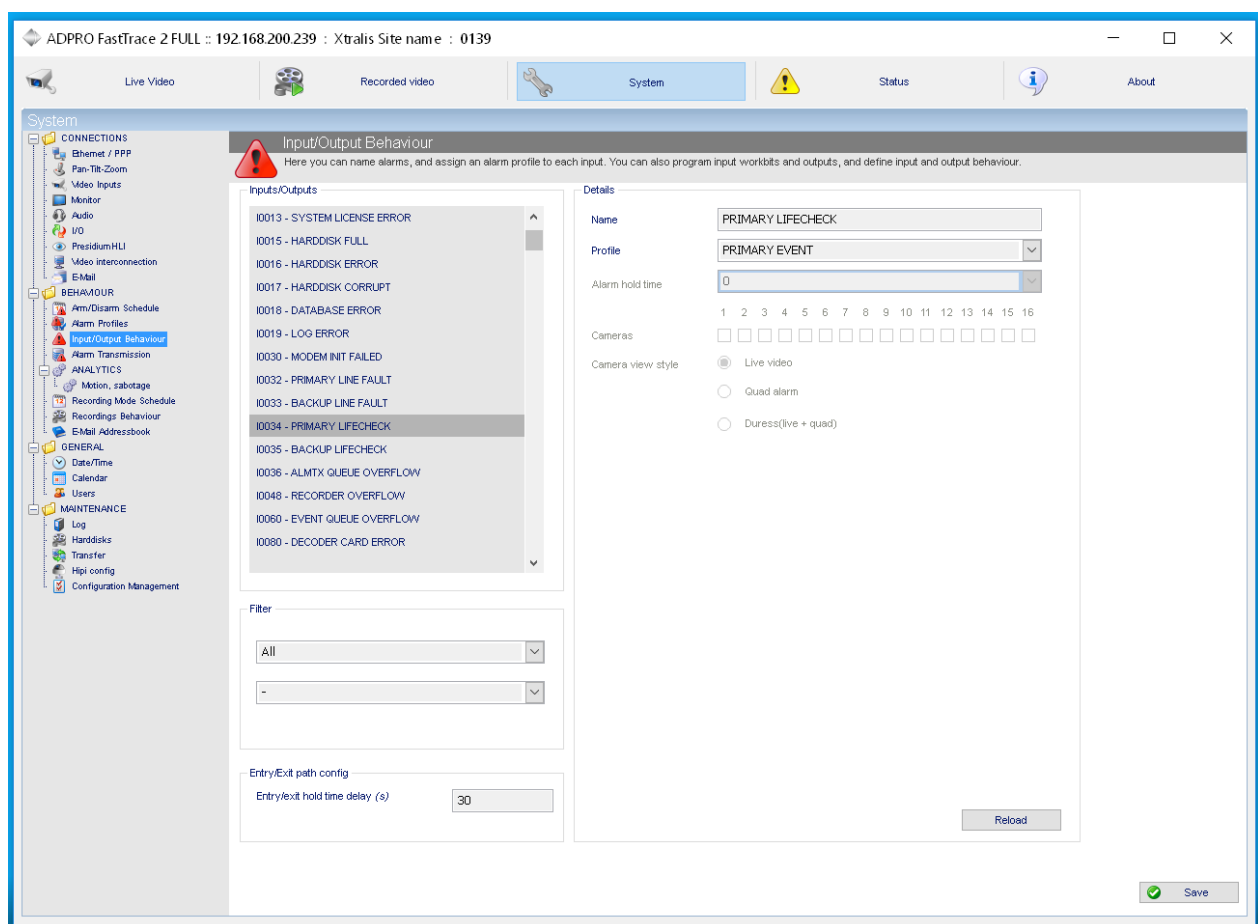 ADPRO FastTrace 2 FULL :: 192.168.200.239 : Xtralis Site name : 0139
Live Video
Recorded video
System
Status
About
System
CONNECTIONS
Ethernet / PPP
Pan-Tilt-Zoom
Video Inputs
Monitor
Audio
I/O
PresidiumHLI
Video interconnection
E-Mail
BEHAVIOUR
Arm/Disarm Schedule
Alarm Profiles
Input/Output Behaviour
Alarm Transmission
ANALYTICS
Motion, sabotage
Recording Mode Schedule
Recordings Behaviour
E-Mail Addressbook
GENERAL
Date/Time
Calendar
Users
MAINTENANCE
Log
Harddisks
Transfer
Hipi config
Configuration Management
Input/Output Behaviour
Here you can name alarms, and assign an alarm profile to each input. You can also program input workbits and outputs, and define input and output behaviour.
Inputs/Outputs
I0013 - SYSTEM LICENSE ERROR
I0015 - HARDDISK FULL
I0016 - HARDDISK ERROR
I0017 - HARDDISK CORRUPT
I0018 - DATABASE ERROR
I0019 - LOG ERROR
I0030 - MODEM INIT FAILED
I0032 - PRIMARY LINE FAULT
I0033 - BACKUP LINE FAULT
I0034 - PRIMARY LIFECHECK
I0035 - BACKUP LIFECHECK
I0036 - ALMTX QUEUE OVERFLOW
I0048 - RECORDER OVERFLOW
I0060 - EVENT QUEUE OVERFLOW
I0080 - DECODER CARD ERROR
Filter
All
-
Entry/Exit path config
Entry/exit hold time delay (s)
30
Details
Name
PRIMARY LIFECHECK
Profile
PRIMARY EVENT
Alarm hold time
0
1 2 3 4 5 6 7 8 9 10 11 12 13 14 15 16
Cameras
Camera view style
Live video
Quad alarm
Duress(live + quad)
Reload
Save